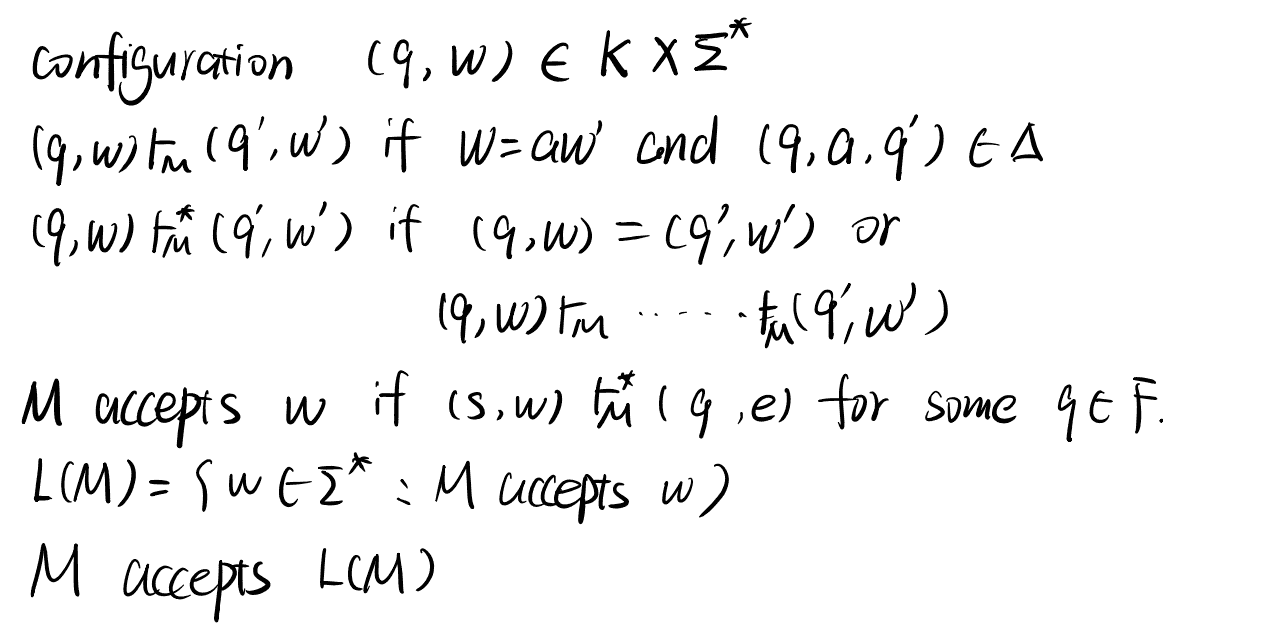 configuration (q, w) ∈ K × Σ*
(q, w) ⊢M (q', w') if w = aw' and (q, a, q') ∈ Δ
(q, w) ⊢M* (q', w') if (q, w) = (q', w') or
(q, w) ⊢M ······ ⊢M (q', w')
M accepts w if (s, w) ⊢M* (q, e) for some q ∈ F.
L(M) = {w ∈ Σ* : M accepts w}
M accepts L(M)